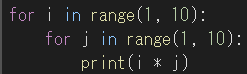 for i in range(1, 10):
    for j in range(1, 10):
        print(i * j)